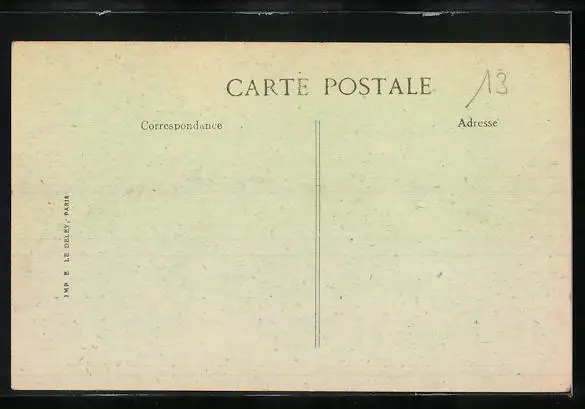 CARTE POSTALE
13
Correspondance
Adresse
IMP. E. LE DELEY, PARIS